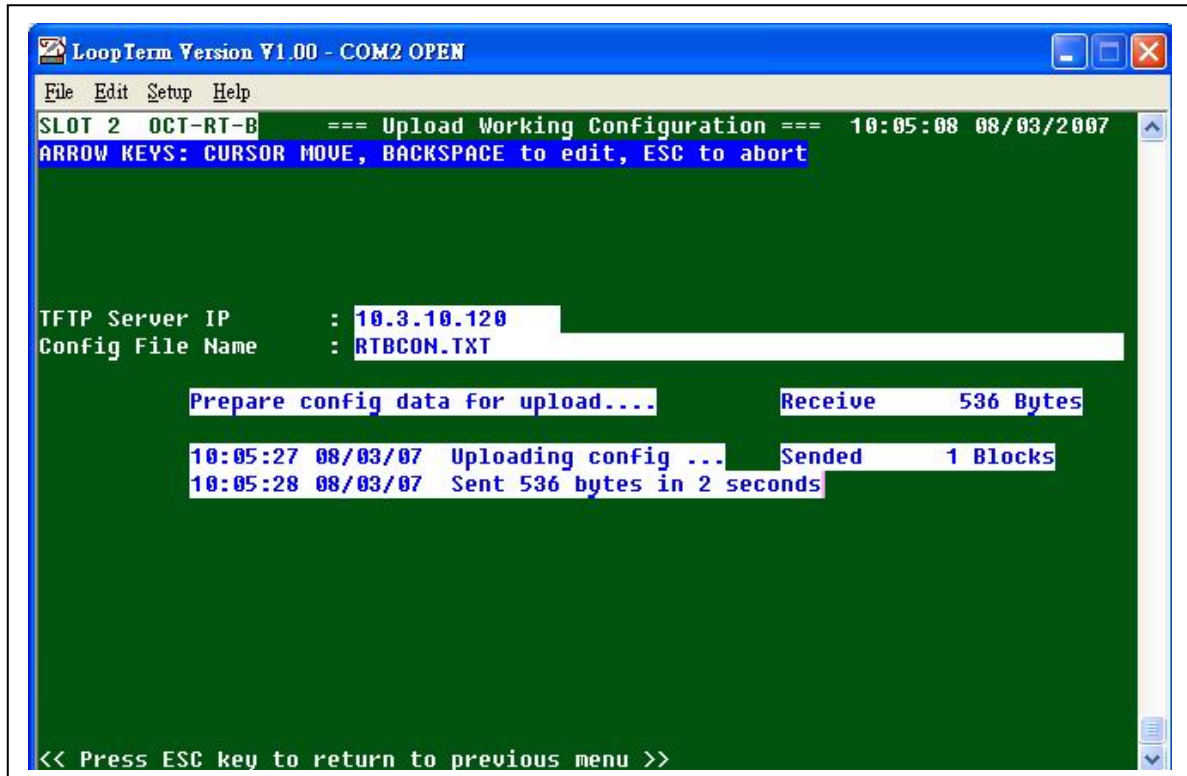 LoopTerm Version V1.00 - COM2 OPEN
File Edit Setup Help
SLOT 2 OCT-RT-B === Upload Working Configuration === 10:05:08 08/03/2007
ARROW KEYS: CURSOR MOVE, BACKSPACE to edit, ESC to abort
TFTP Server IP : 10.3.10.120
Config File Name : RTBCON.TXT
Prepare config data for upload.... Receive 536 Bytes
10:05:27 08/03/07 Uploading config ... Sended 1 Blocks
10:05:28 08/03/07 Sent 536 bytes in 2 seconds
<< Press ESC key to return to previous menu >>